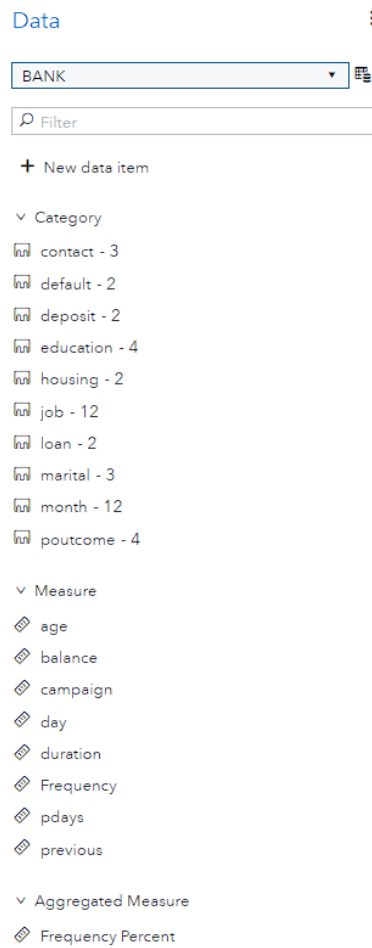 Data
BANK
Filter
+ New data item
Category
contact - 3
default - 2
deposit - 2
education - 4
housing - 2
job - 12
loan - 2
marital - 3
month - 12
poutcome - 4
Measure
age
balance
campaign
day
duration
Frequency
pdays
previous
Aggregated Measure
Frequency Percent